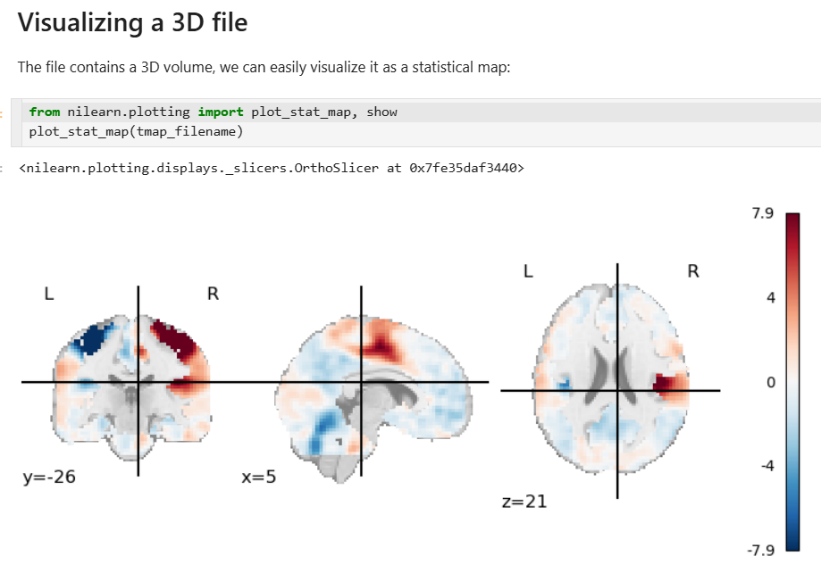 Visualizing a 3D file
The file contains a 3D volume, we can easily visualize it as a statistical map:
from nilearn.plotting import plot_stat_map, show
plot_stat_map(tmap_filename)
<nilearn.plotting.displays._slicers.OrthoSlicer at 0x7fe35daf3440>
L R
y=-26
x=5
L R
z=21
7.9
4
0
-4
-7.9